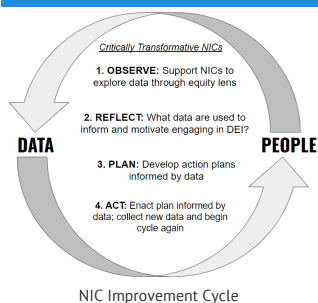 Critically Transformative NICs
1. OBSERVE: Support NICs to
explore data through equity lens
2. REFLECT: What data are used to
inform and motivate engaging in DEI?
DATA
PEOPLE
3. PLAN: Develop action plans
informed by data
4. ACT: Enact plan informed by
data; collect new data and begin
cycle again
NIC Improvement Cycle